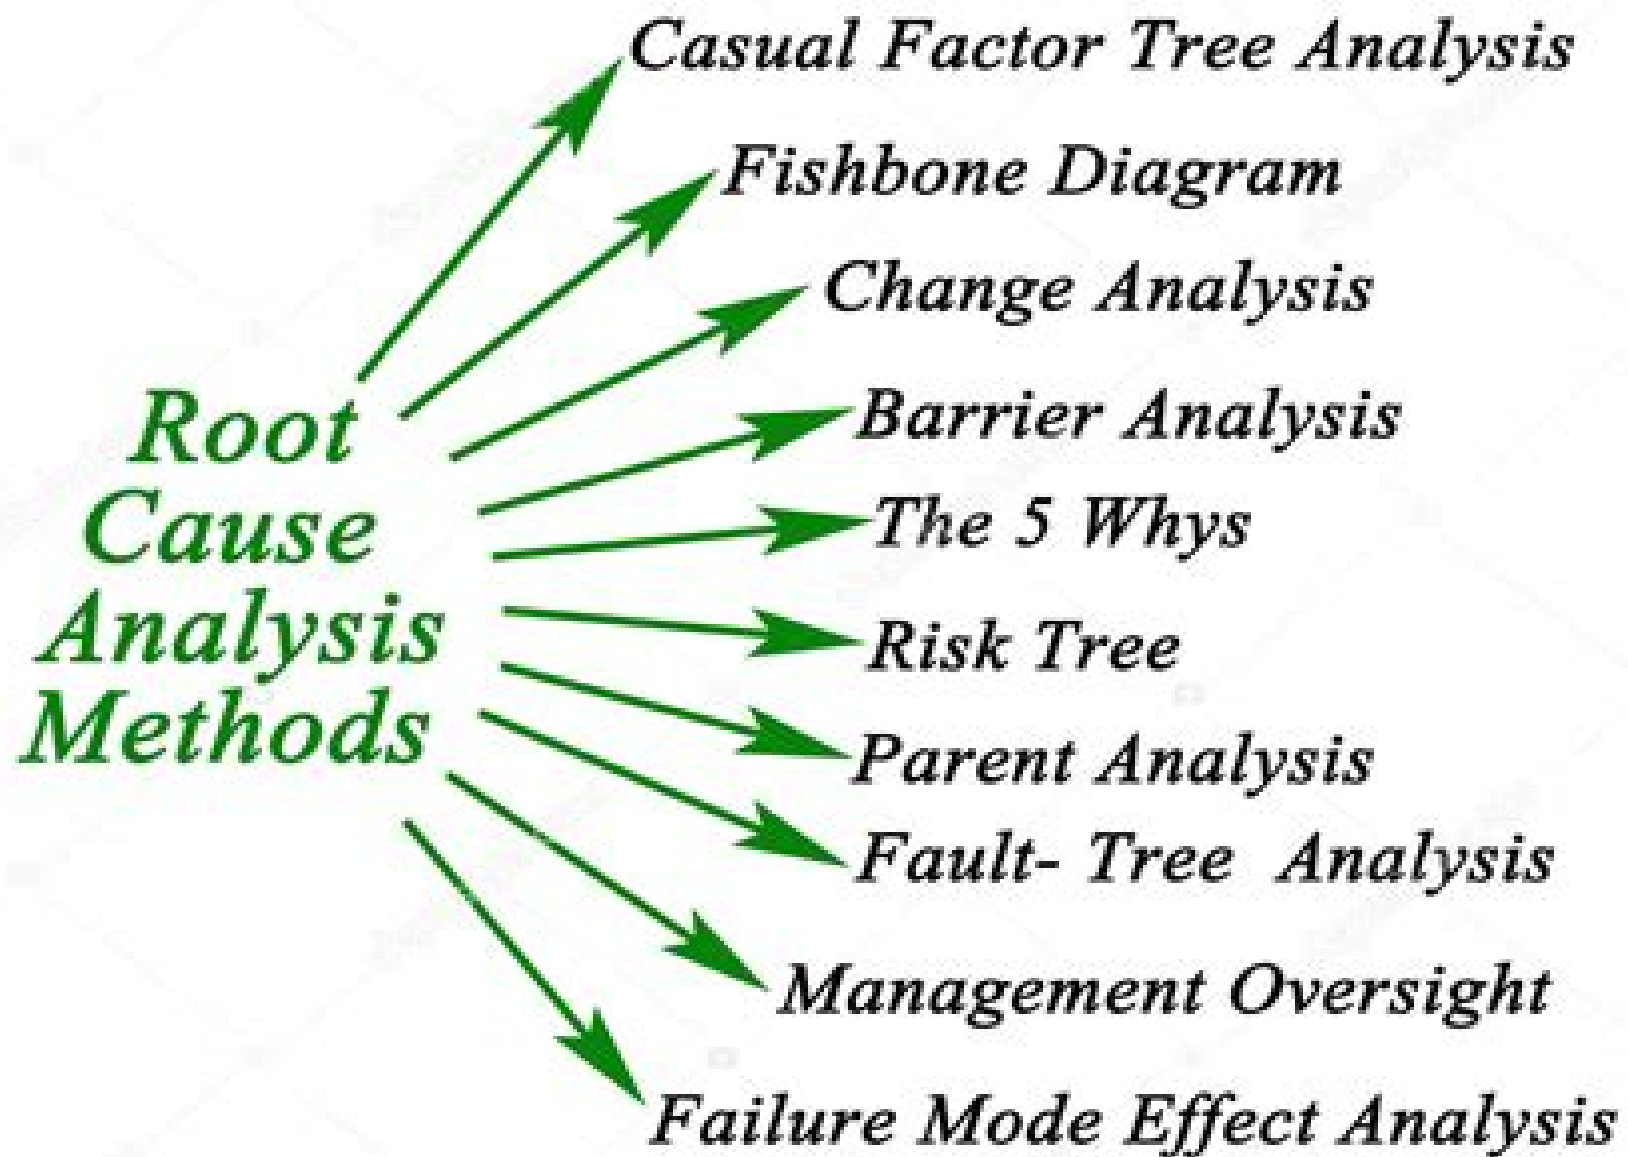 Root
Cause
Analysis
Methods
Casual Factor Tree Analysis
Fishbone Diagram
Change Analysis
Barrier Analysis
The 5 Whys
Risk Tree
Parent Analysis
Fault- Tree Analysis
Management Oversight
Failure Mode Effect Analysis